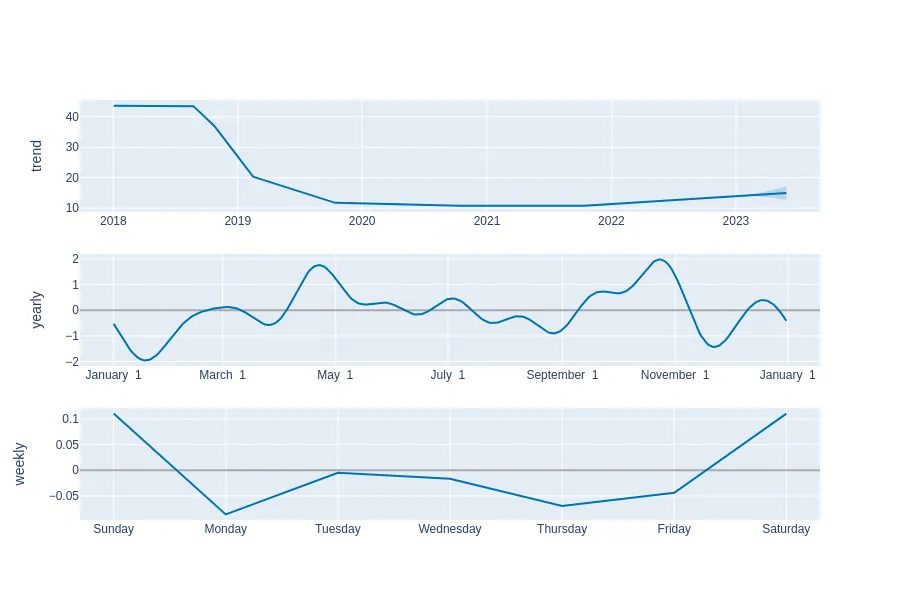 trend
40
30
20
10
2018 2019 2020 2021 2022 2023
yearly
2
1
0
−1
−2
January 1 March 1 May 1 July 1 September 1 November 1 January 1
weekly
0.1
0.05
0
−0.05
Sunday Monday Tuesday Wednesday Thursday Friday Saturday